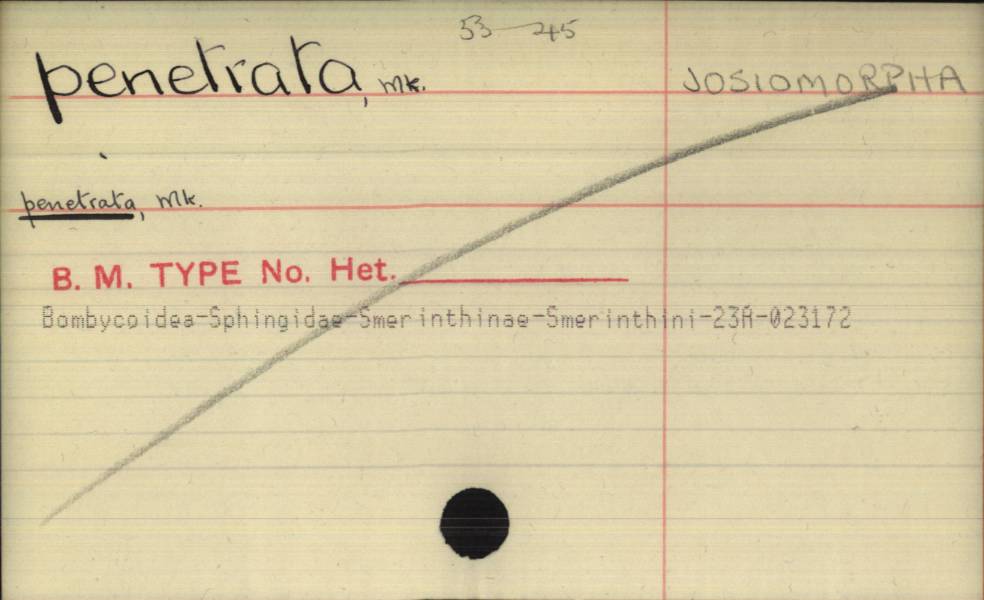 53-245
penetrata, Mk.
JOSIOMORPHA
penetrata, Mk.
B. M. TYPE No. Het.
Bombycoidea-Sphingidae-Smerinthinae-Smerinthini-23A-023172